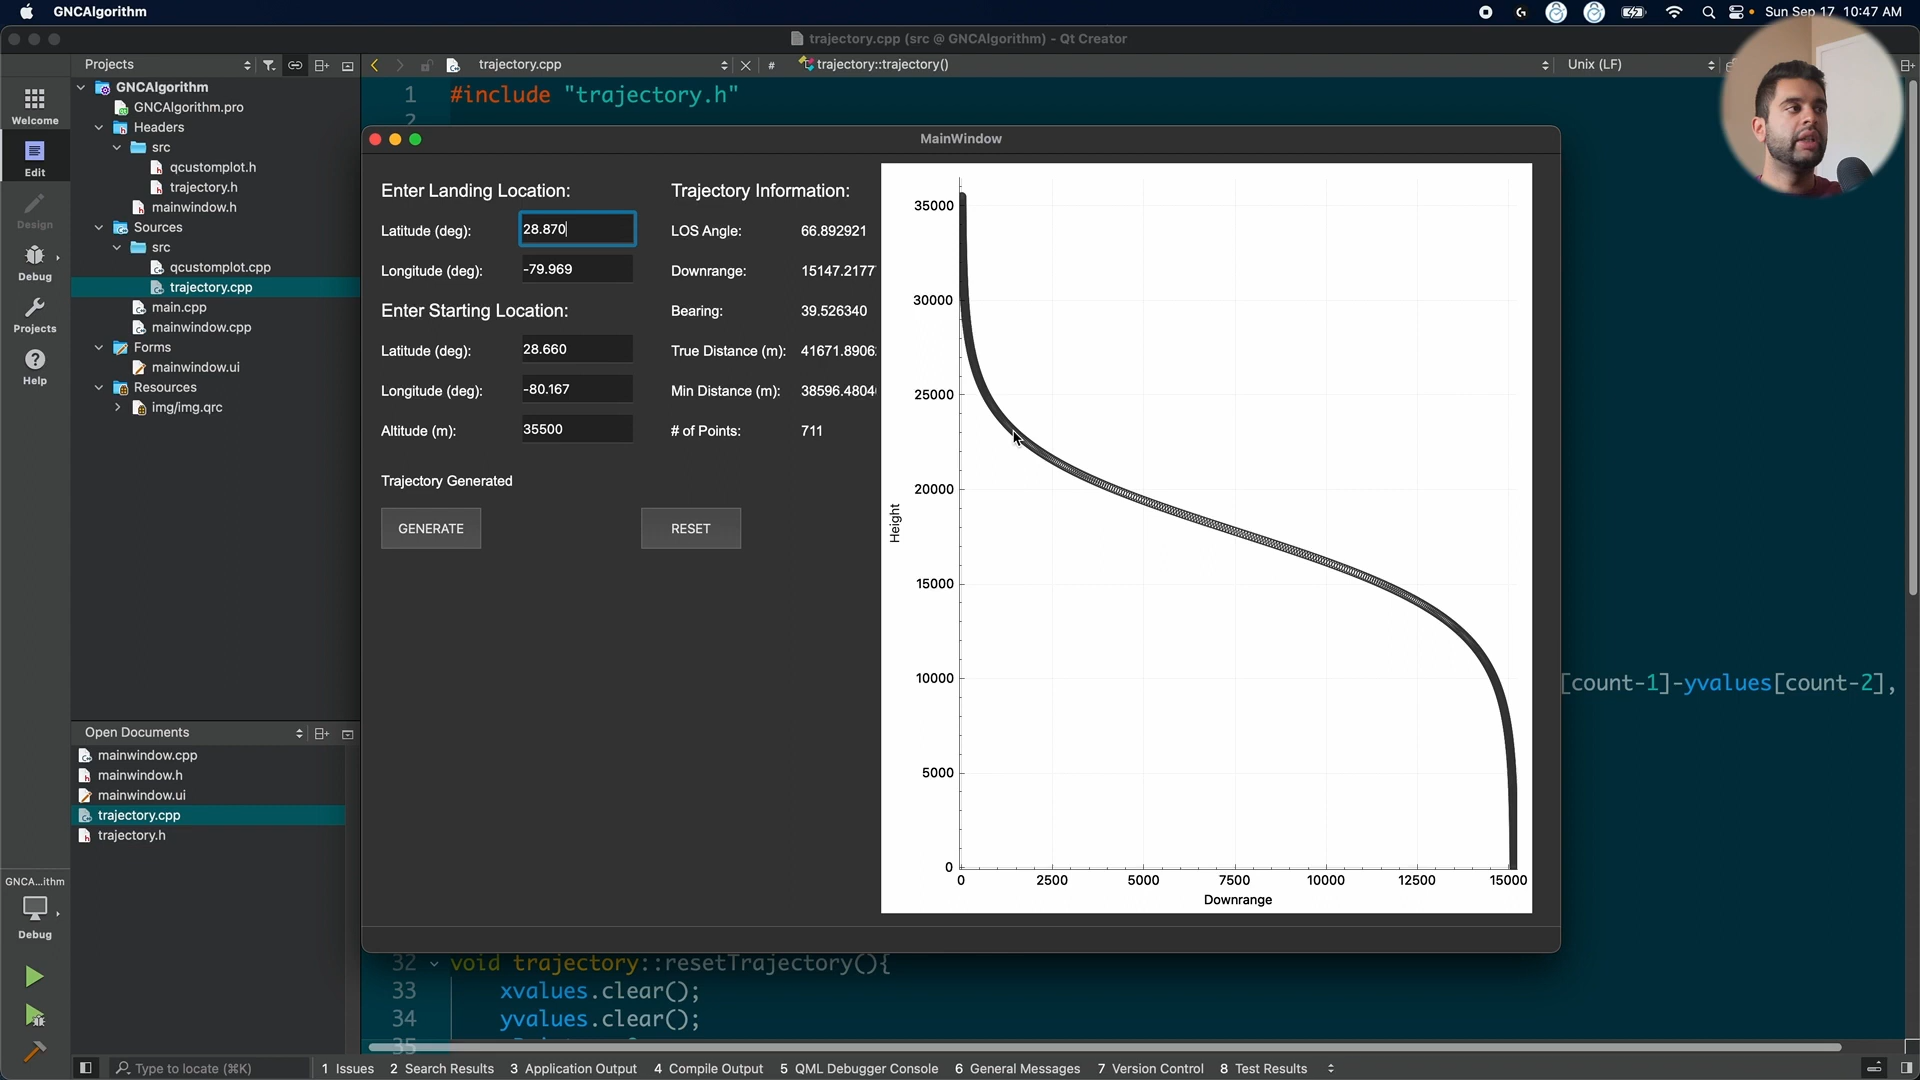 GNCAlgorithm
Sun Sep 17 10:47 AM
trajectory.cpp (src @ GNCAlgorithm) - Qt Creator
Projects
trajectory.cpp
#
trajectory::trajectory()
Unix (LF)
Welcome
Edit
Design
Debug
Projects
Help
GNCAlgorithm
GNCAlgorithm.pro
Headers
src
qcustomplot.h
trajectory.h
mainwindow.h
Sources
src
qcustomplot.cpp
trajectory.cpp
main.cpp
mainwindow.cpp
Forms
mainwindow.ui
Resources
img/img.qrc
1 #include "trajectory.h"
2
MainWindow
Enter Landing Location:
Latitude (deg): 28.870
Longitude (deg): -79.969
Enter Starting Location:
Latitude (deg): 28.660
Longitude (deg): -80.167
Altitude (m): 35500
Trajectory Generated
GENERATE
RESET
Trajectory Information:
LOS Angle: 66.892921
Downrange: 15147.2177
Bearing: 39.526340
True Distance (m): 41671.8906
Min Distance (m): 38596.4804
# of Points: 711
35000
30000
25000
20000
15000
10000
5000
0
Height
0 2500 5000 7500 10000 12500 15000
Downrange
[count-1]-yvalues[count-2],
32 void trajectory::resetTrajectory(){
33 xvalues.clear();
34 yvalues.clear();
35
Open Documents
mainwindow.cpp
mainwindow.h
mainwindow.ui
trajectory.cpp
trajectory.h
GNCA...ithm
Debug
Type to locate (⌘K)
1 Issues 2 Search Results 3 Application Output 4 Compile Output 5 QML Debugger Console 6 General Messages 7 Version Control 8 Test Results